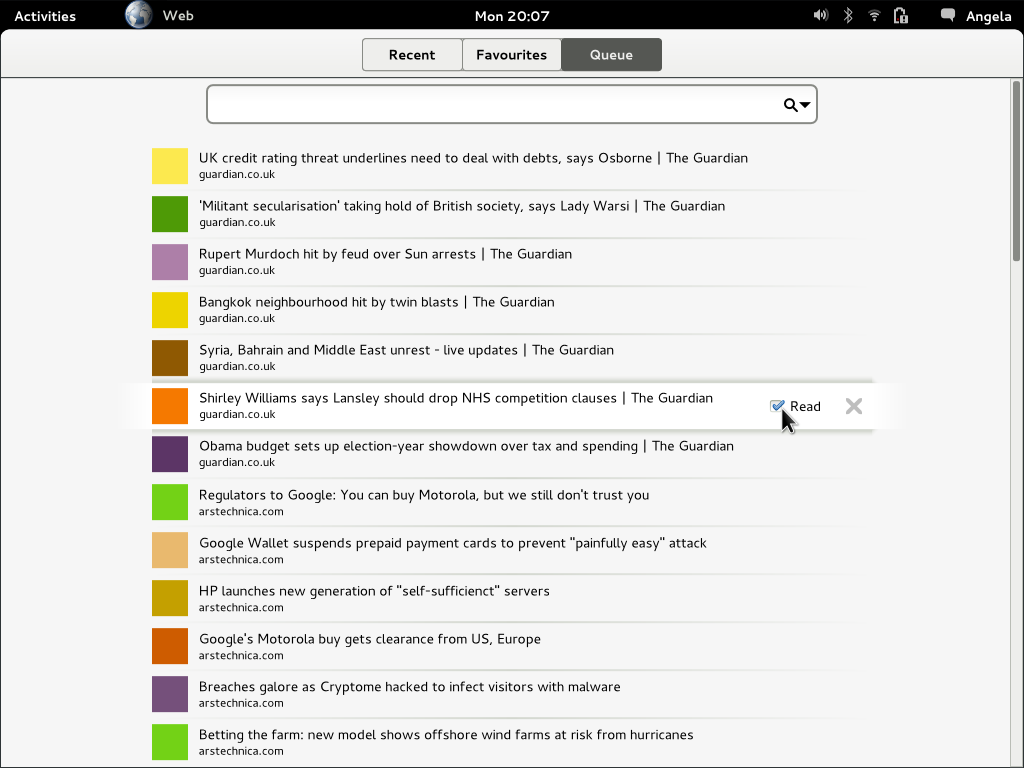 Activities
Web
Mon 20:07
Angela
Recent
Favourites
Queue
UK credit rating threat underlines need to deal with debts, says Osborne | The Guardian
guardian.co.uk
'Militant secularisation' taking hold of British society, says Lady Warsi | The Guardian
guardian.co.uk
Rupert Murdoch hit by feud over Sun arrests | The Guardian
guardian.co.uk
Bangkok neighbourhood hit by twin blasts | The Guardian
guardian.co.uk
Syria, Bahrain and Middle East unrest - live updates | The Guardian
guardian.co.uk
Shirley Williams says Lansley should drop NHS competition clauses | The Guardian
guardian.co.uk
Read
Obama budget sets up election-year showdown over tax and spending | The Guardian
guardian.co.uk
Regulators to Google: You can buy Motorola, but we still don't trust you
arstechnica.com
Google Wallet suspends prepaid payment cards to prevent "painfully easy" attack
arstechnica.com
HP launches new generation of "self-sufficienct" servers
arstechnica.com
Google's Motorola buy gets clearance from US, Europe
arstechnica.com
Breaches galore as Cryptome hacked to infect visitors with malware
arstechnica.com
Betting the farm: new model shows offshore wind farms at risk from hurricanes
arstechnica.com